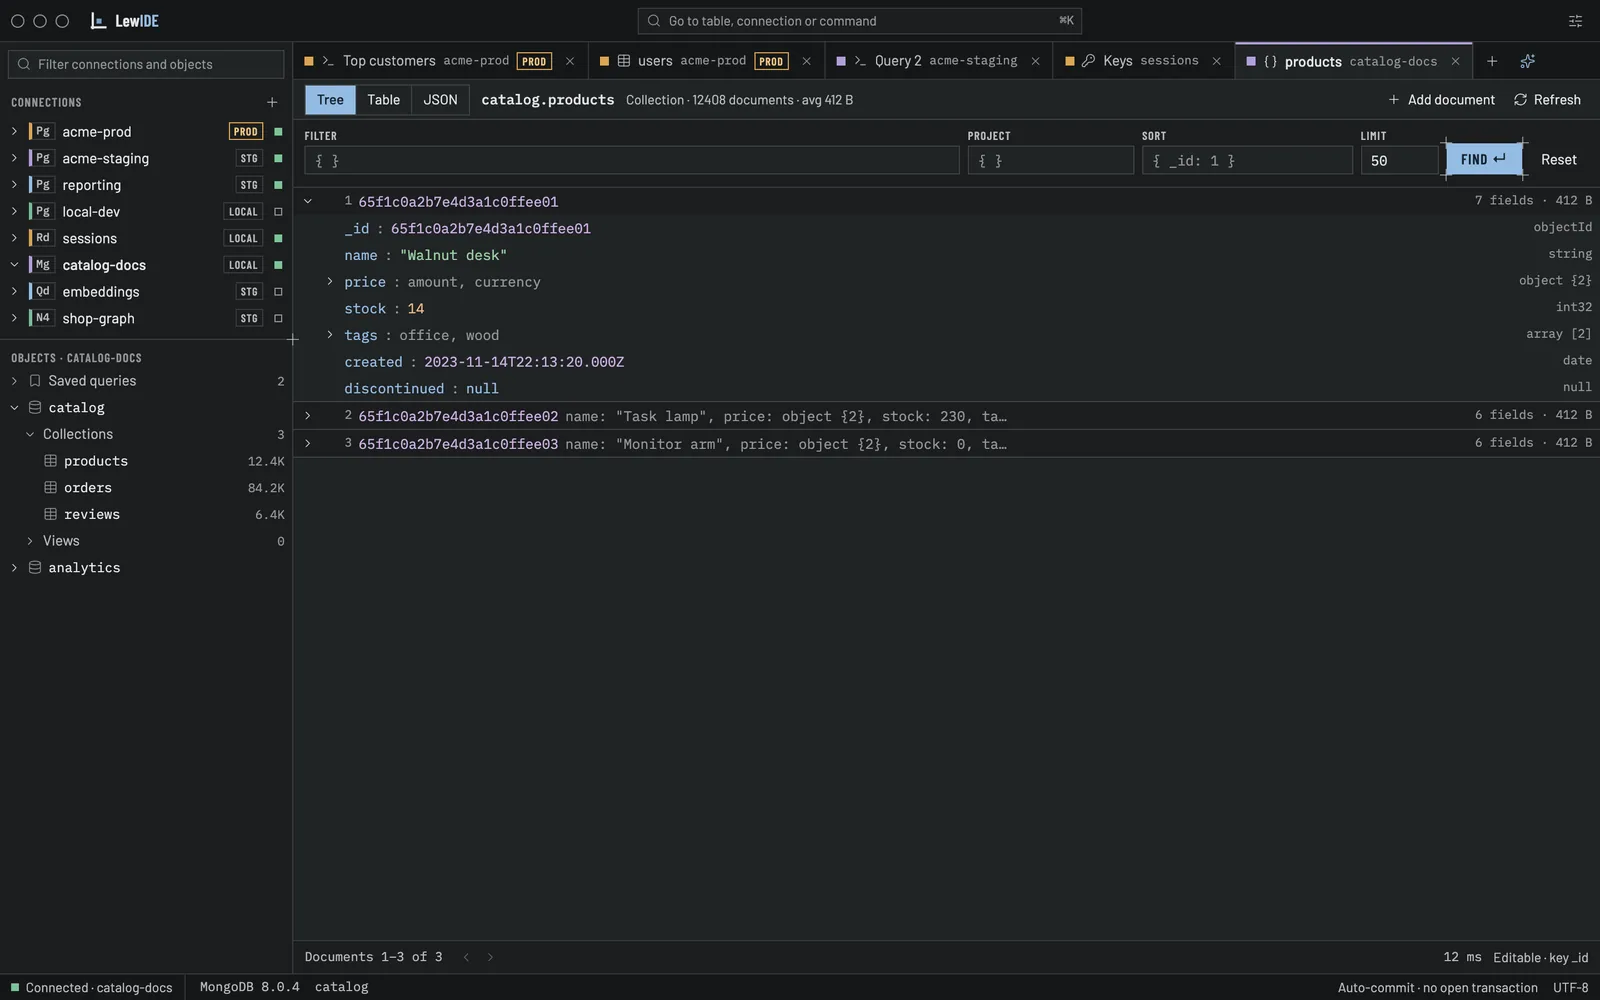 LewIDE
Go to table, connection or command ⌘K
Filter connections and objects
CONNECTIONS
Pg acme-prod PROD
Pg acme-staging STG
Pg reporting STG
Pg local-dev LOCAL
Rd sessions LOCAL
Mg catalog-docs LOCAL
Qd embeddings STG
N4 shop-graph STG
OBJECTS · CATALOG-DOCS
Saved queries 2
catalog
Collections 3
products 12.4K
orders 84.2K
reviews 6.4K
Views 0
analytics
Top customers acme-prod PROD
users acme-prod PROD
Query 2 acme-staging
Keys sessions
{} products catalog-docs
Tree Table JSON catalog.products Collection · 12408 documents · avg 412 B
Add document Refresh
FILTER PROJECT SORT LIMIT
{ } { } { _id: 1 } 50 FIND ↵ Reset
1 65f1c0a2b7e4d3a1c0ffee01 7 fields · 412 B
_id : 65f1c0a2b7e4d3a1c0ffee01 objectId
name : "Walnut desk" string
price : amount, currency object {2}
stock : 14 int32
tags : office, wood array [2]
created : 2023-11-14T22:13:20.000Z date
discontinued : null null
2 65f1c0a2b7e4d3a1c0ffee02 name: "Task lamp", price: object {2}, stock: 230, ta… 6 fields · 412 B
3 65f1c0a2b7e4d3a1c0ffee03 name: "Monitor arm", price: object {2}, stock: 0, ta… 6 fields · 412 B
Documents 1–3 of 3 12 ms Editable · key _id
Connected · catalog-docs MongoDB 8.0.4 catalog Auto-commit · no open transaction UTF-8